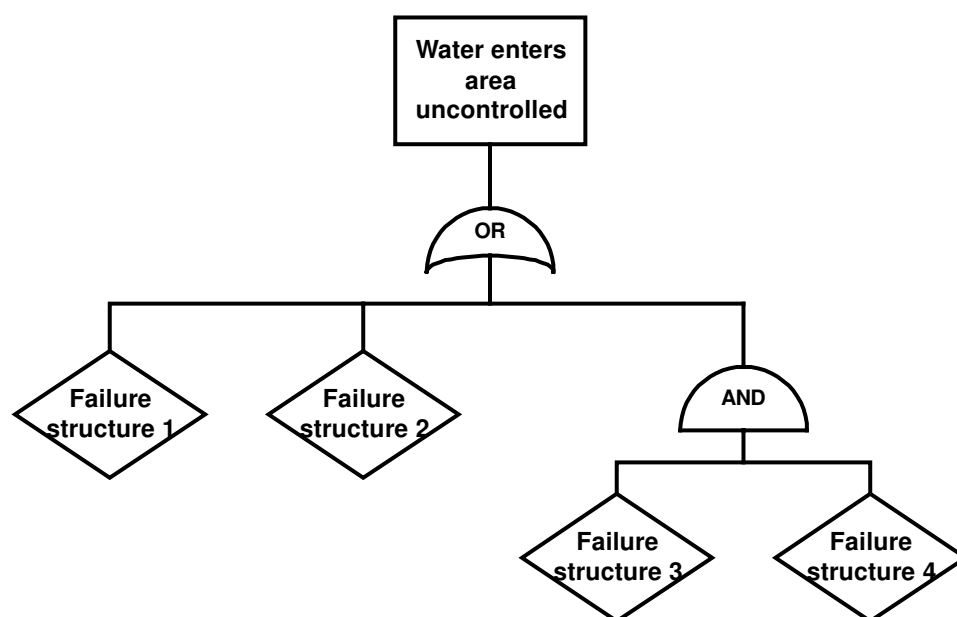 Water enters
area
uncontrolled
OR
Failure
structure 1
Failure
structure 2
AND
Failure
structure 3
Failure
structure 4